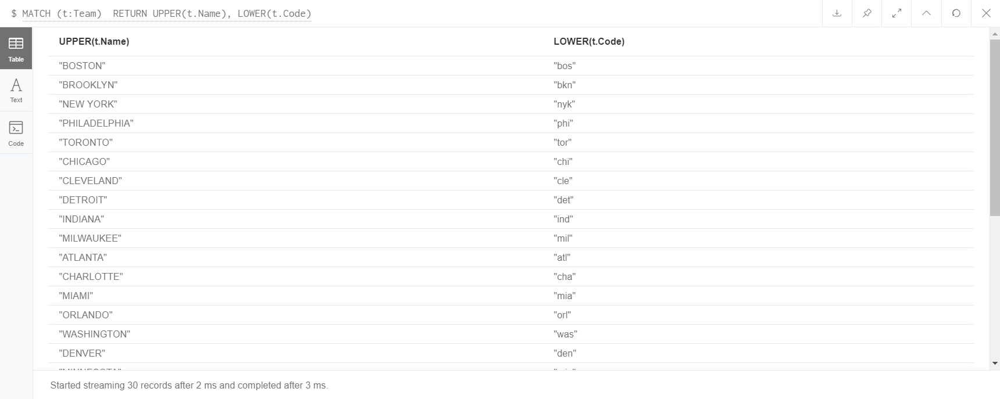 $ MATCH (t:Team)  RETURN UPPER(t.Name), LOWER(t.Code)
Table
Text
Code
UPPER(t.Name) LOWER(t.Code)
"BOSTON" "bos"
"BROOKLYN" "bkn"
"NEW YORK" "nyk"
"PHILADELPHIA" "phi"
"TORONTO" "tor"
"CHICAGO" "chi"
"CLEVELAND" "cle"
"DETROIT" "det"
"INDIANA" "ind"
"MILWAUKEE" "mil"
"ATLANTA" "atl"
"CHARLOTTE" "cha"
"MIAMI" "mia"
"ORLANDO" "orl"
"WASHINGTON" "was"
"DENVER" "den"
Started streaming 30 records after 2 ms and completed after 3 ms.